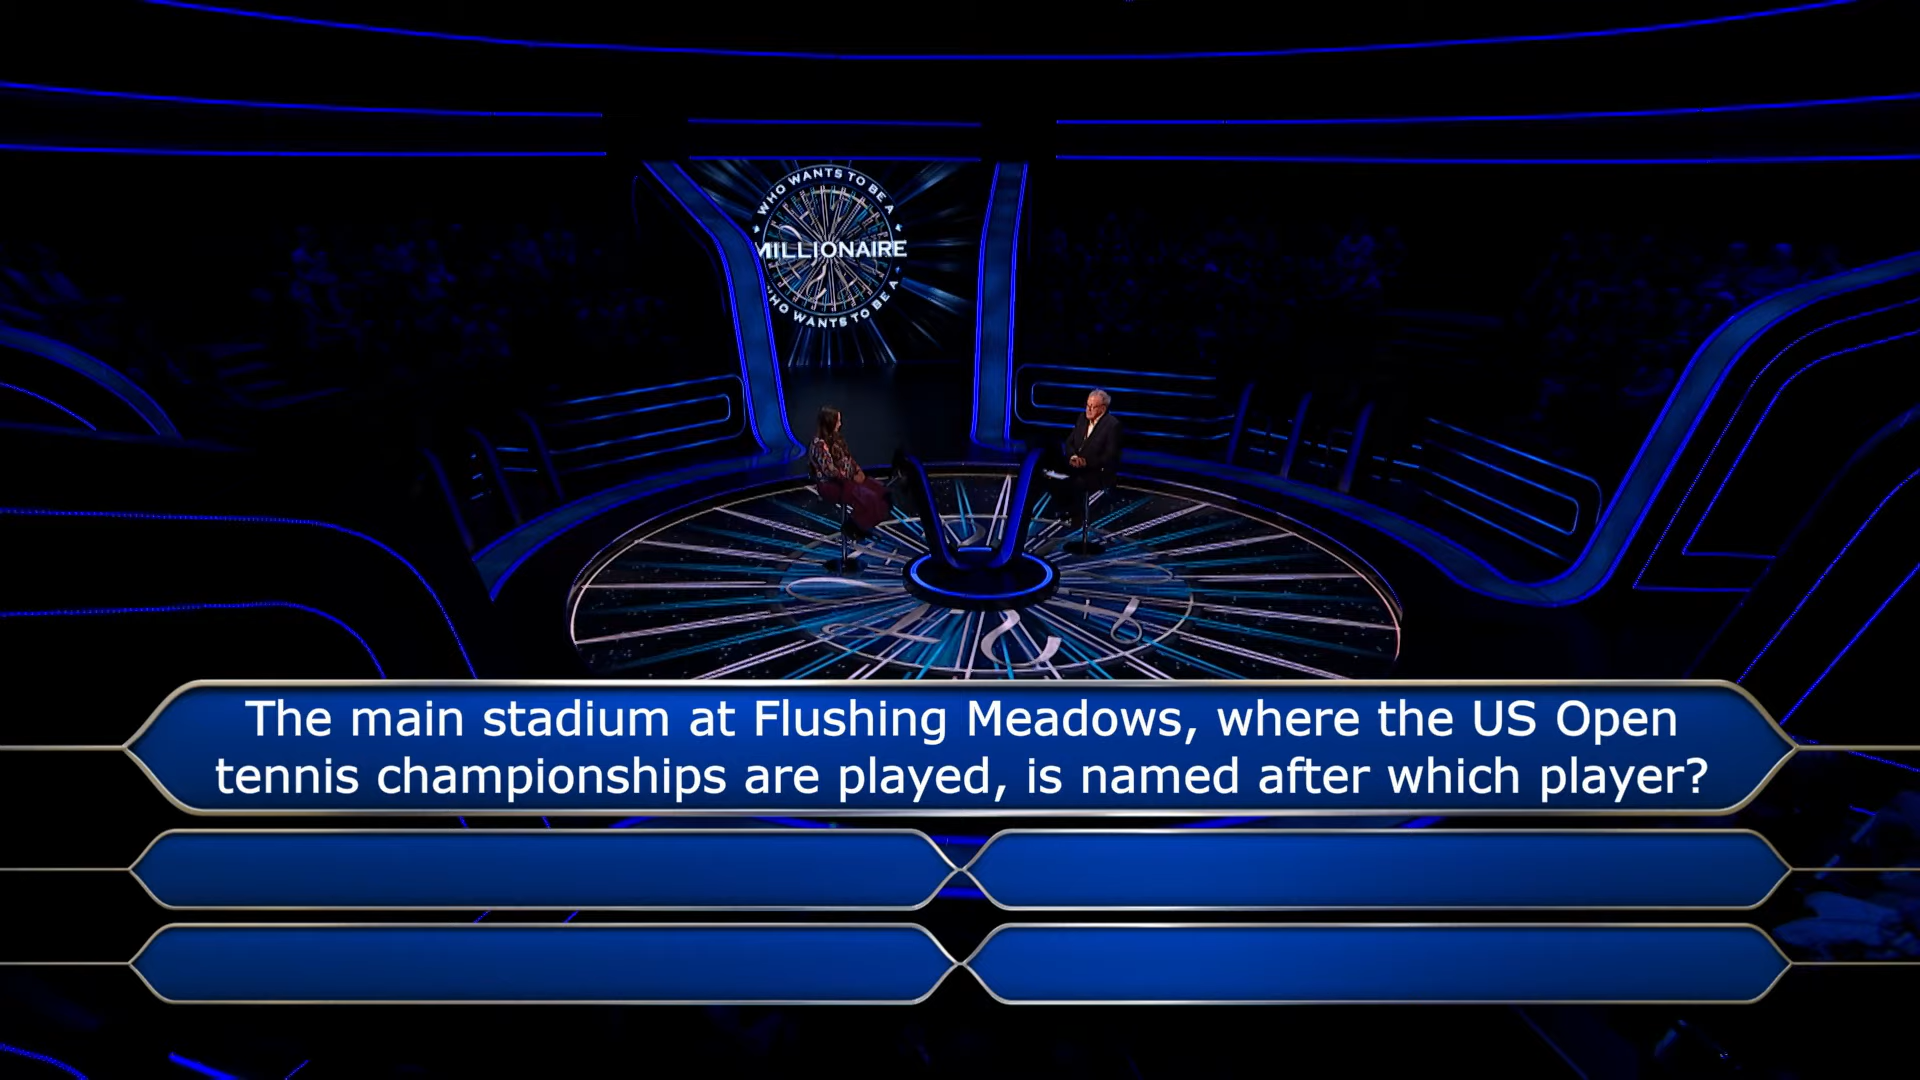 WHO WANTS TO BE A
MILLIONAIRE
WHO WANTS TO BE A
The main stadium at Flushing Meadows, where the US Open
tennis championships are played, is named after which player?